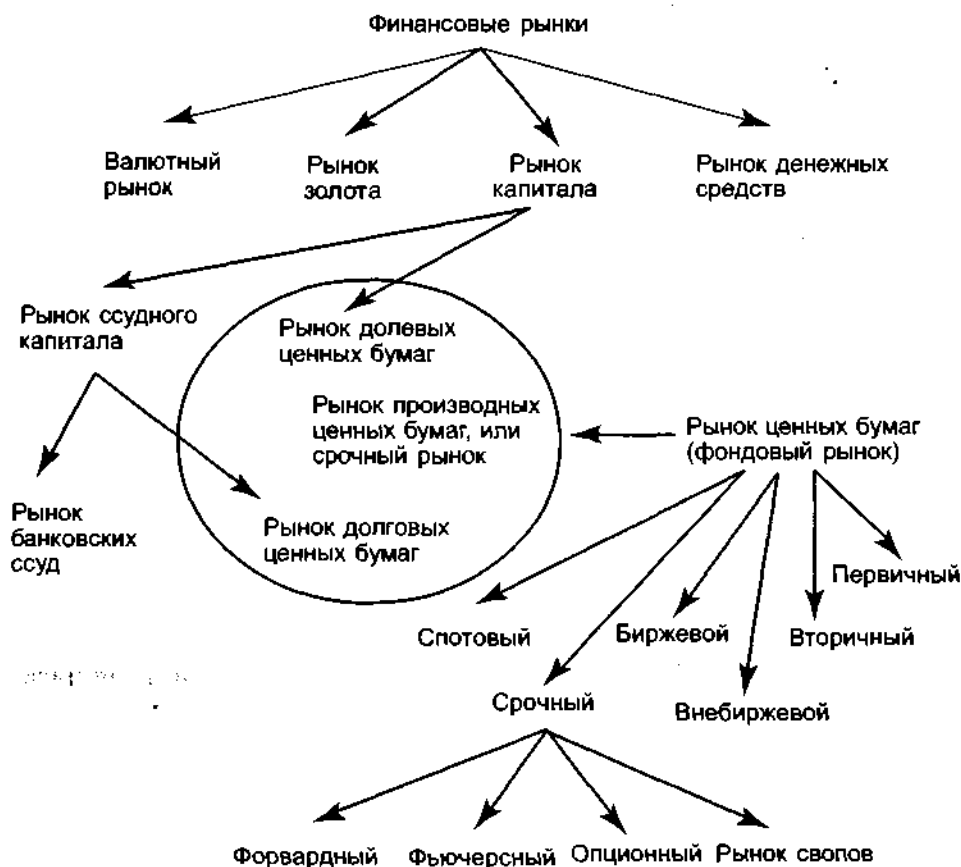 Финансовые рынки
Валютный
рынок
Рынок
золота
Рынок
капитала
Рынок денежных
средств
Рынок ссудного
капитала
Рынок долевых
ценных бумаг
Рынок производных
ценных бумаг, или
срочный рынок
Рынок ценных бумаг
(фондовый рынок)
Рынок
банковских
ссуд
Рынок долговых
ценных бумаг
Первичный
Спотовый
Биржевой
Вторичный
Срочный
Внебиржевой
Форвардный
Фьючерсный
Опционный
Рынок свопов